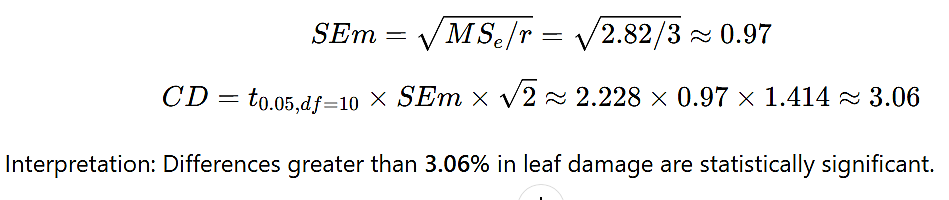 SEm = √MSₑ/r = √2.82/3 ≈ 0.97
CD = t₀.₀₅,df=10 × SEm × √2 ≈ 2.228 × 0.97 × 1.414 ≈ 3.06
Interpretation: Differences greater than 3.06% in leaf damage are statistically significant.